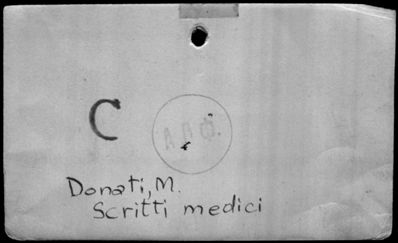 C
Donati, M.
Scritti medici